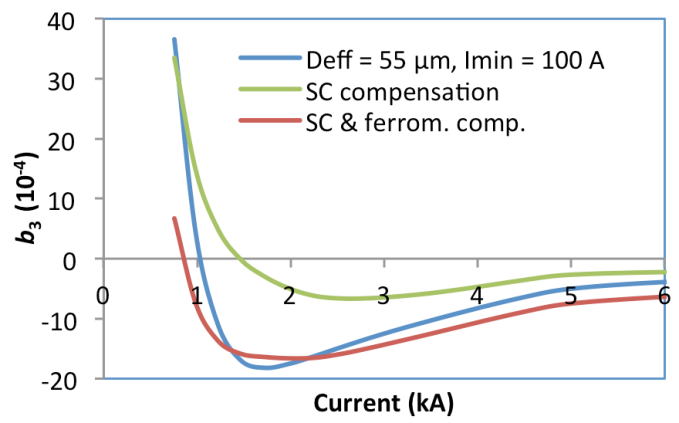 40
30
20
10
0
-10
-20
b₃ (10⁻⁴)
Deff = 55 μm, Imin = 100 A
SC compensation
SC & ferrom. comp.
0 1 2 3 4 5 6
Current (kA)